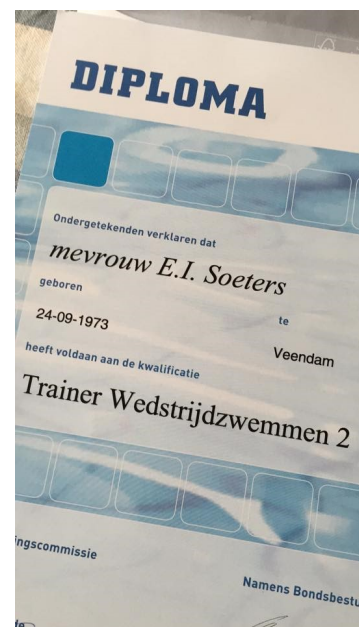 DIPLOMA
Ondergetekenden verklaren dat
mevrouw E.I. Soeters
geboren te
24-09-1973 Veendam
heeft voldaan aan de kwalificatie
Trainer Wedstrijdzwemmen 2
ingscommissie Namens Bondsbestu